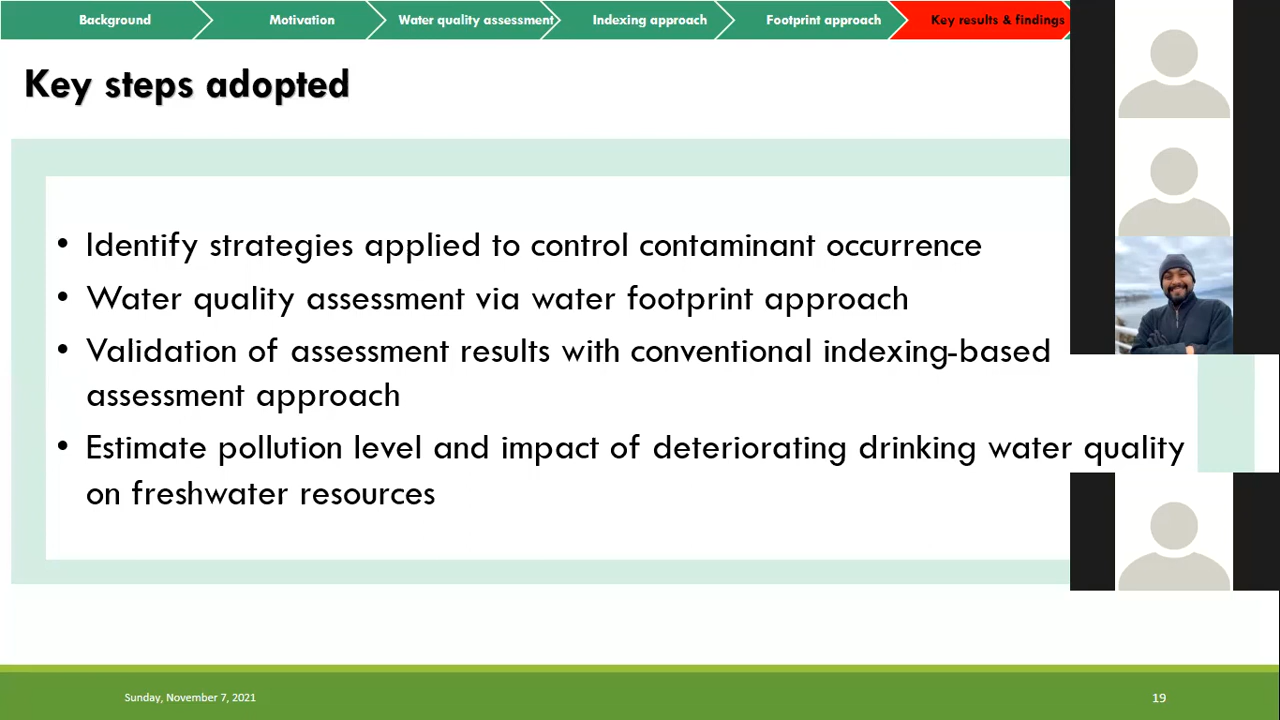 Background
Motivation
Water quality assessment
Indexing approach
Footprint approach
Key results & findings
Key steps adopted
• Identify strategies applied to control contaminant occurrence
• Water quality assessment via water footprint approach
• Validation of assessment results with conventional indexing-based
assessment approach
• Estimate pollution level and impact of deteriorating drinking water quality
on freshwater resources
Sunday, November 7, 2021
19